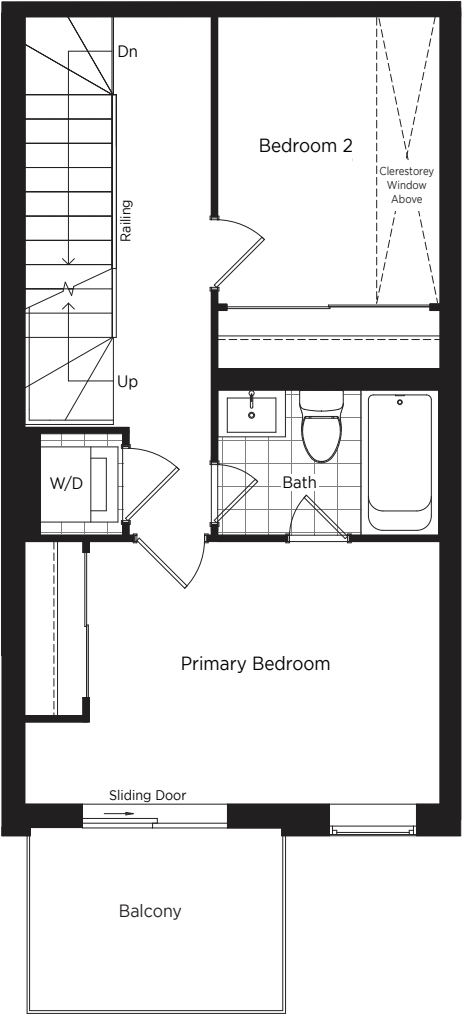 Dn
Bedroom 2
Clerestorey
Window
Above
Railing
Up
W/D
Bath
Primary Bedroom
Sliding Door
Balcony